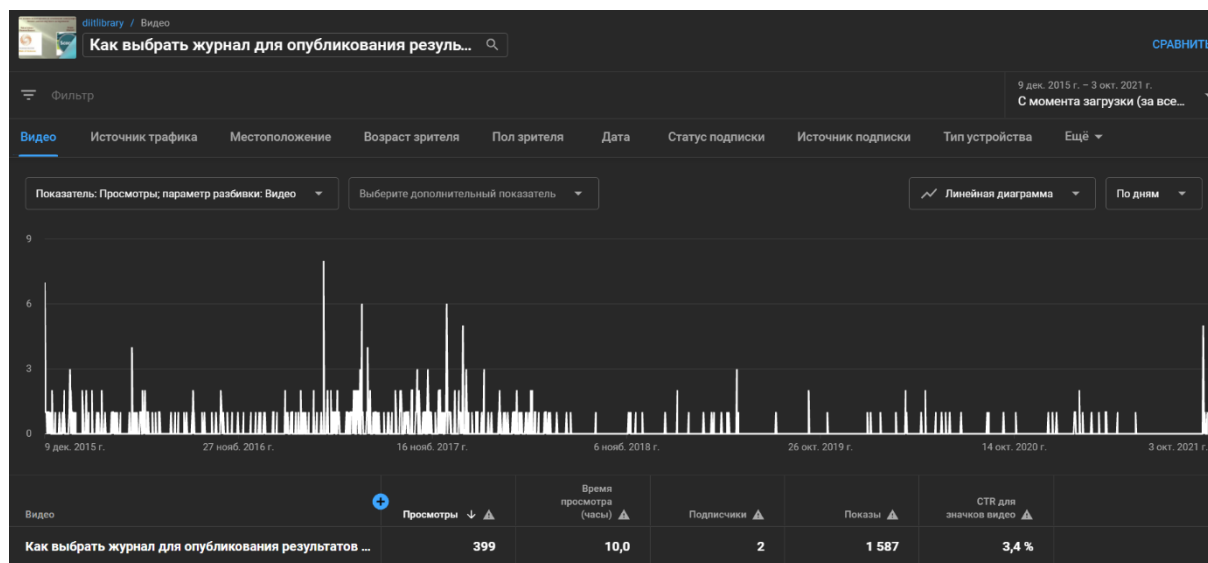 diitlibrary / Видео
Как выбрать журнал для опубликования резуль...
СРАВНИТЬ
Фильтр
9 дек. 2015 г. – 3 окт. 2021 г.
С момента загрузки (за все...
Видео Источник трафика Местоположение Возраст зрителя Пол зрителя Дата Статус подписки Источник подписки Тип устройства Ещё
Показатель: Просмотры; параметр разбивки: Видео Выберите дополнительный показатель Линейная диаграмма По дням
9
6
3
0
9 дек. 2015 г. 27 нояб. 2016 г. 16 нояб. 2017 г. 6 нояб. 2018 г. 26 окт. 2019 г. 14 окт. 2020 г. 3 окт. 2021 г.
Видео Просмотры Время просмотра (часы) Подписчики Показы CTR для значков видео
Как выбрать журнал для опубликования результатов ... 399 10,0 2 1 587 3,4 %